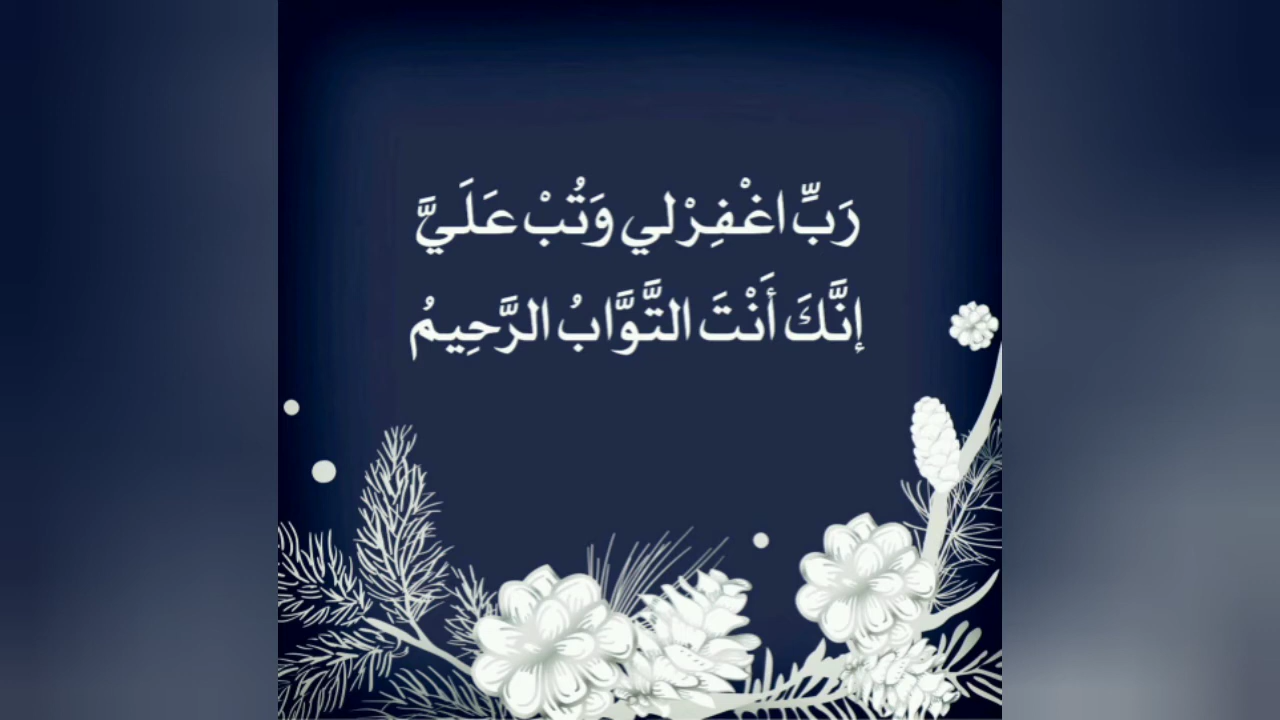 رَبِّ اغْفِرْ لي وَتُبْ عَلَيَّ
إنَّكَ أَنْتَ التَّوَّابُ الرَّحِيمُ